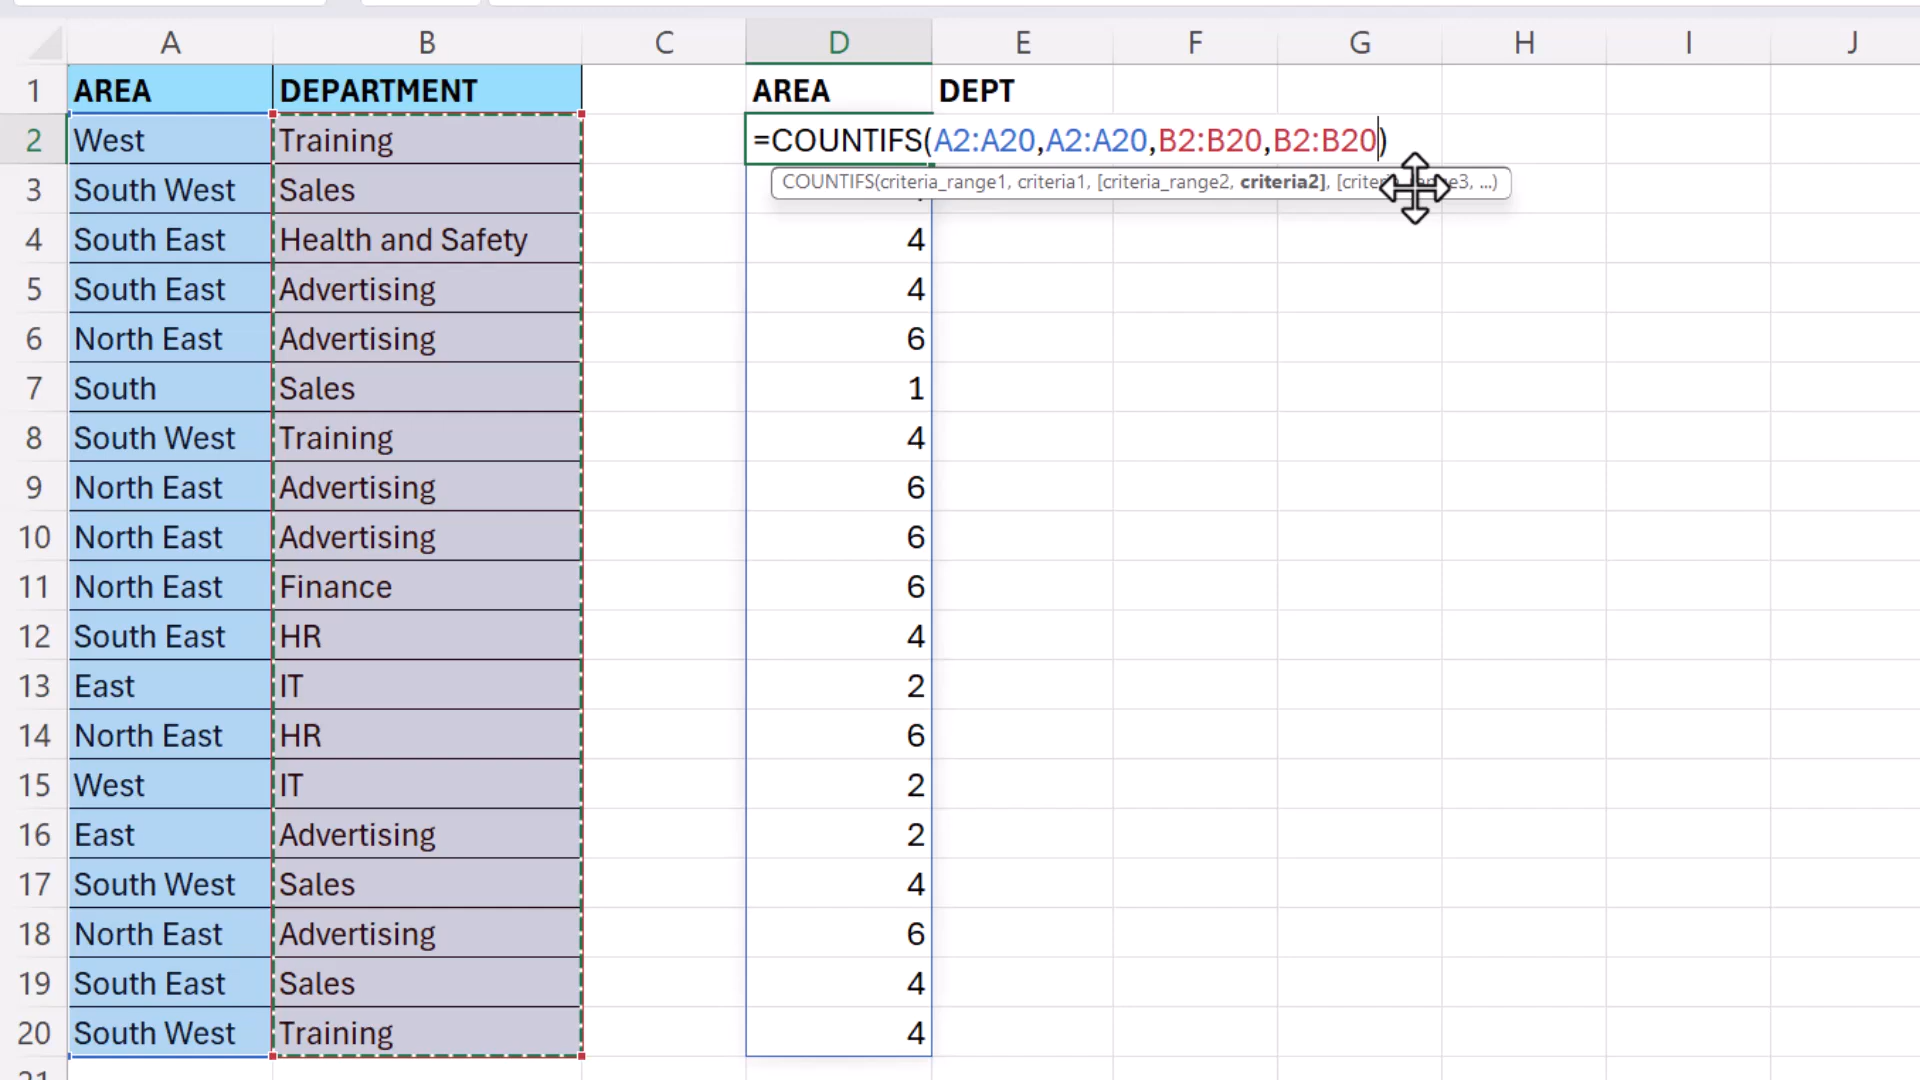 A B C D E F G H I J
1 AREA DEPARTMENT AREA DEPT
2 West Training =COUNTIFS(A2:A20,A2:A20,B2:B20,B2:B20)
COUNTIFS(criteria_range1, criteria1, [criteria_range2, criteria2], ...)
3 South West Sales
4 South East Health and Safety 4
5 South East Advertising 4
6 North East Advertising 6
7 South Sales 1
8 South West Training 4
9 North East Advertising 6
10 North East Advertising 6
11 North East Finance 6
12 South East HR 4
13 East IT 2
14 North East HR 6
15 West IT 2
16 East Advertising 2
17 South West Sales 4
18 North East Advertising 6
19 South East Sales 4
20 South West Training 4